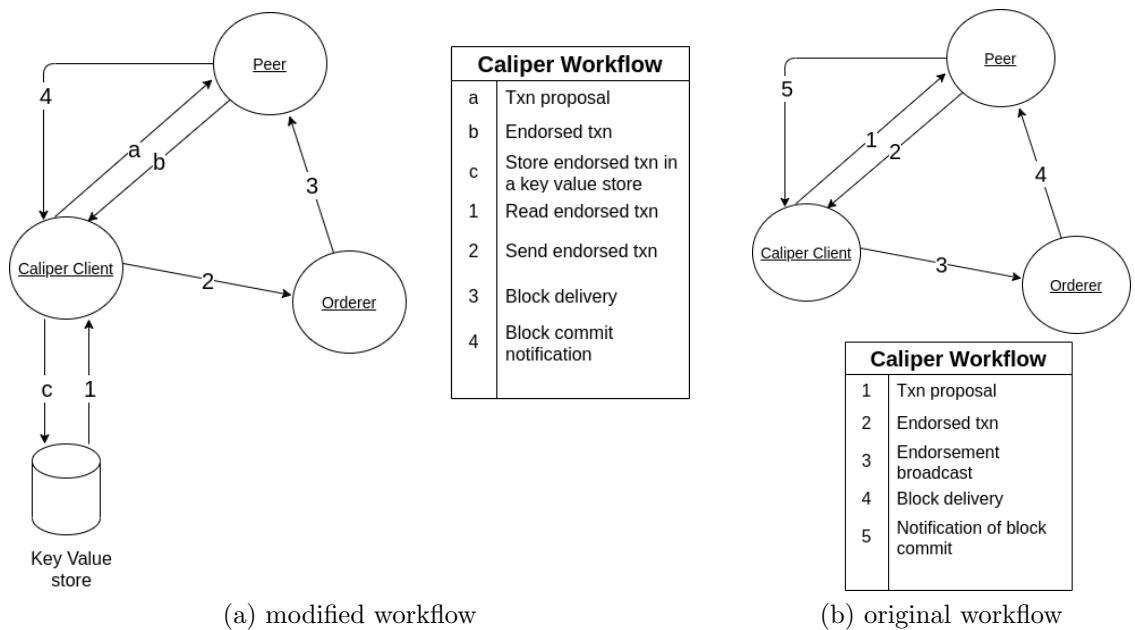 Peer
4
a
b
3
Caliper Client
2
Orderer
c
1
Key Value
store
Caliper Workflow
a Txn proposal
b Endorsed txn
c Store endorsed txn in
a key value store
1 Read endorsed txn
2 Send endorsed txn
3 Block delivery
4 Block commit
notification
(a) modified workflow
Peer
5
1
2
4
Caliper Client
3
Orderer
Caliper Workflow
1 Txn proposal
2 Endorsed txn
3 Endorsement
broadcast
4 Block delivery
5 Notification of block
commit
(b) original workflow